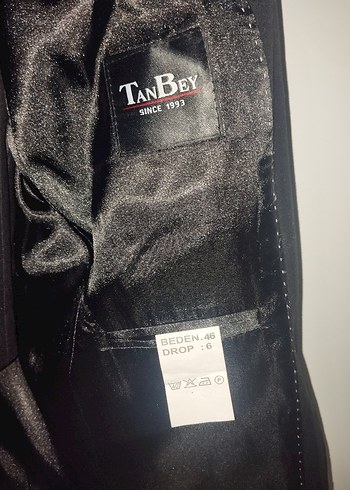 TANBEY
SINCE 1993
BEDEN.46
DROP : 6